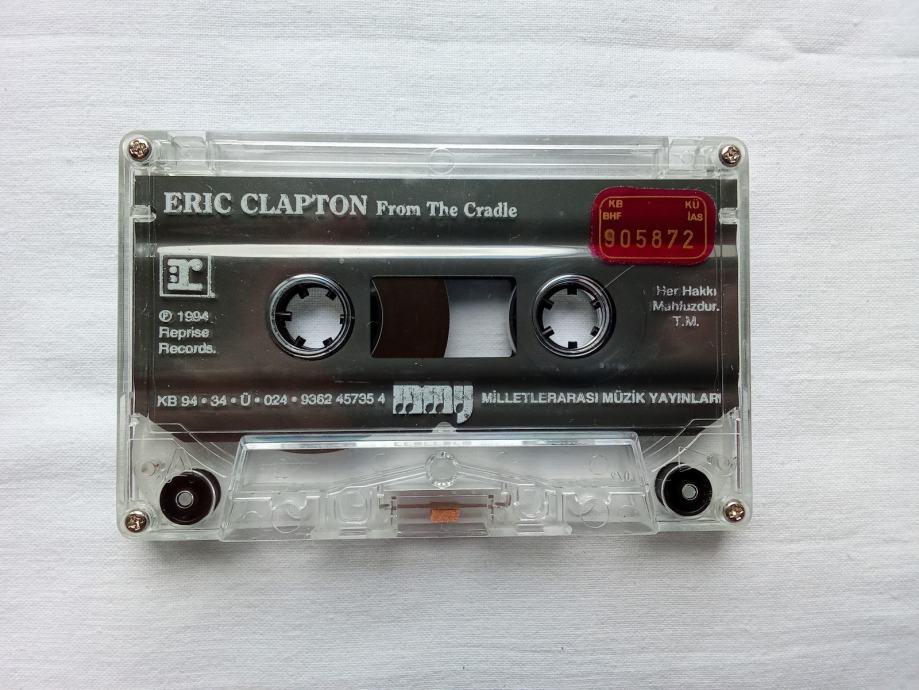 ERIC CLAPTON From The Cradle
KB KÜ
BHF İAS
905872
r
℗ 1994
Reprise
Records.
Her Hakkı
Mahfuzdur.
T.M.
KB 94 • 34 • Ü • 024 • 9362 45735 4 mmy MİLLETLERARASI MÜZİK YAYINLARI